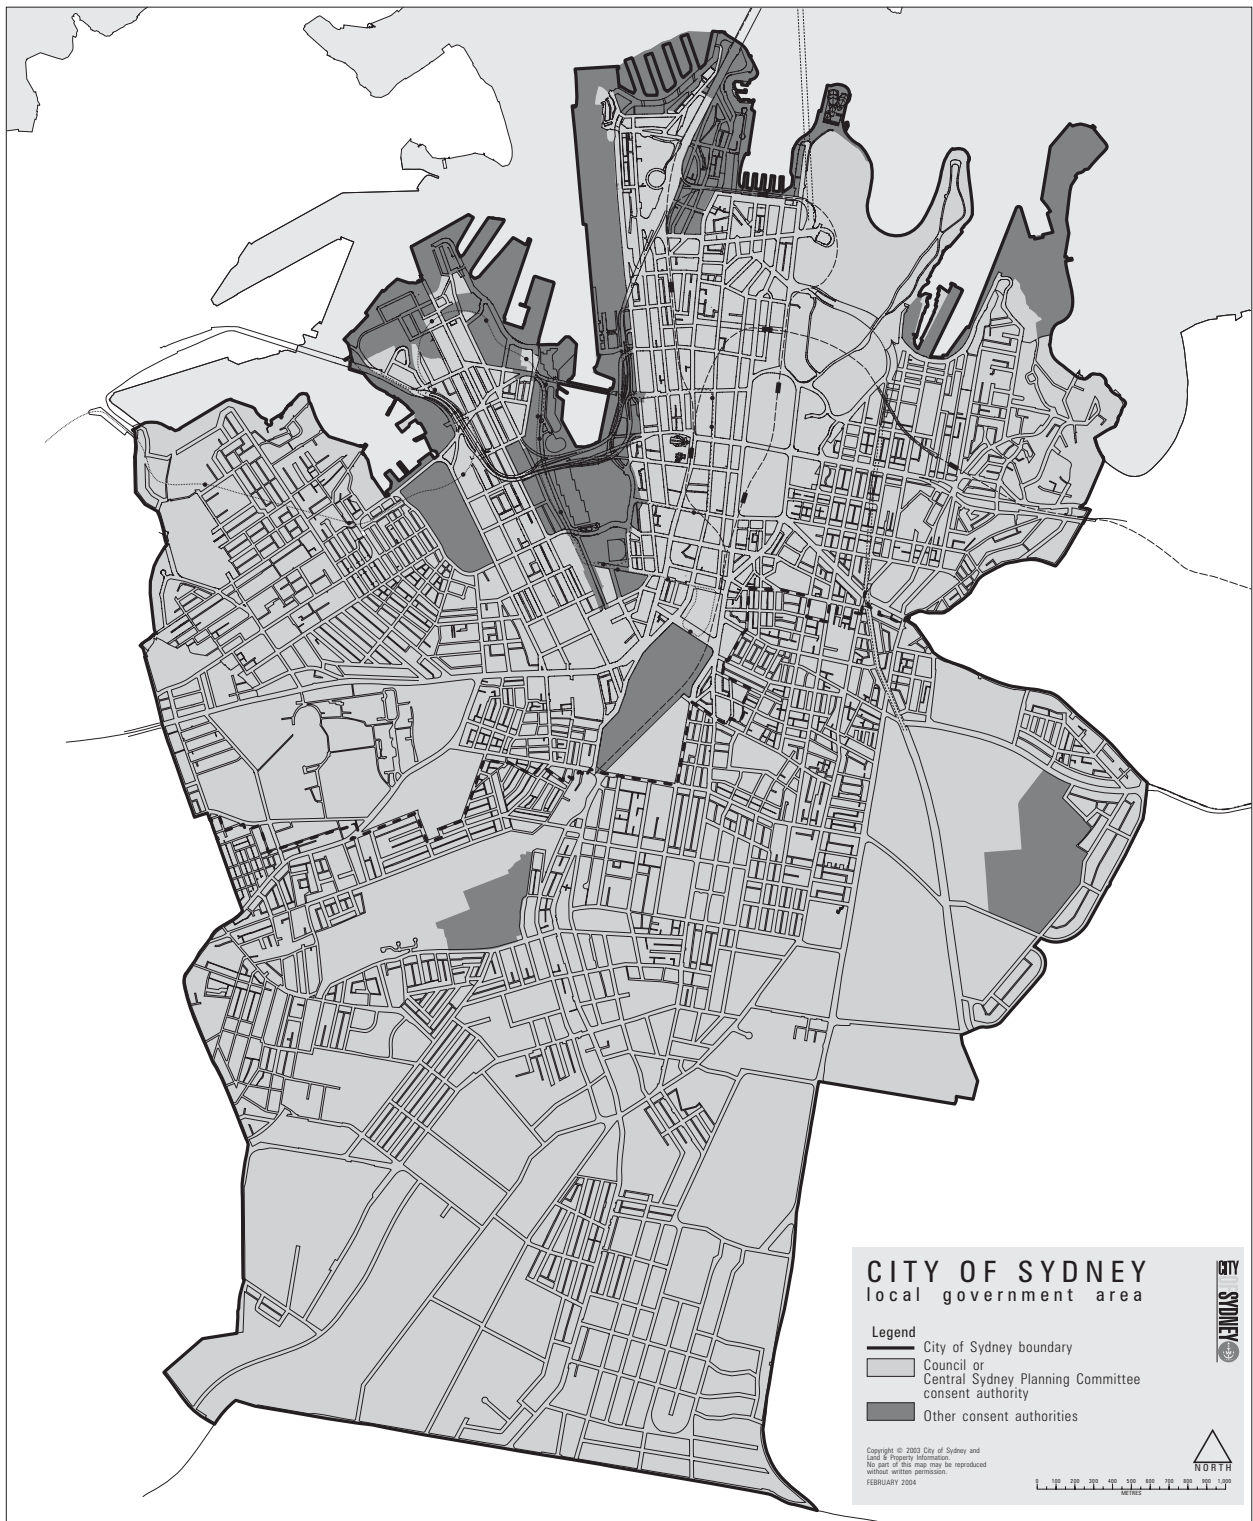 CITY OF SYDNEY
local government area
CITY OF SYDNEY
Legend
City of Sydney boundary
Council or
Central Sydney Planning Committee
consent authority
Other consent authorities
Copyright © 2003 City of Sydney and
Land & Property Information.
No part of this map may be reproduced
without written permission.
FEBRUARY 2004
NORTH
0 100 200 300 400 500 600 700 800 900 1,000
METRES